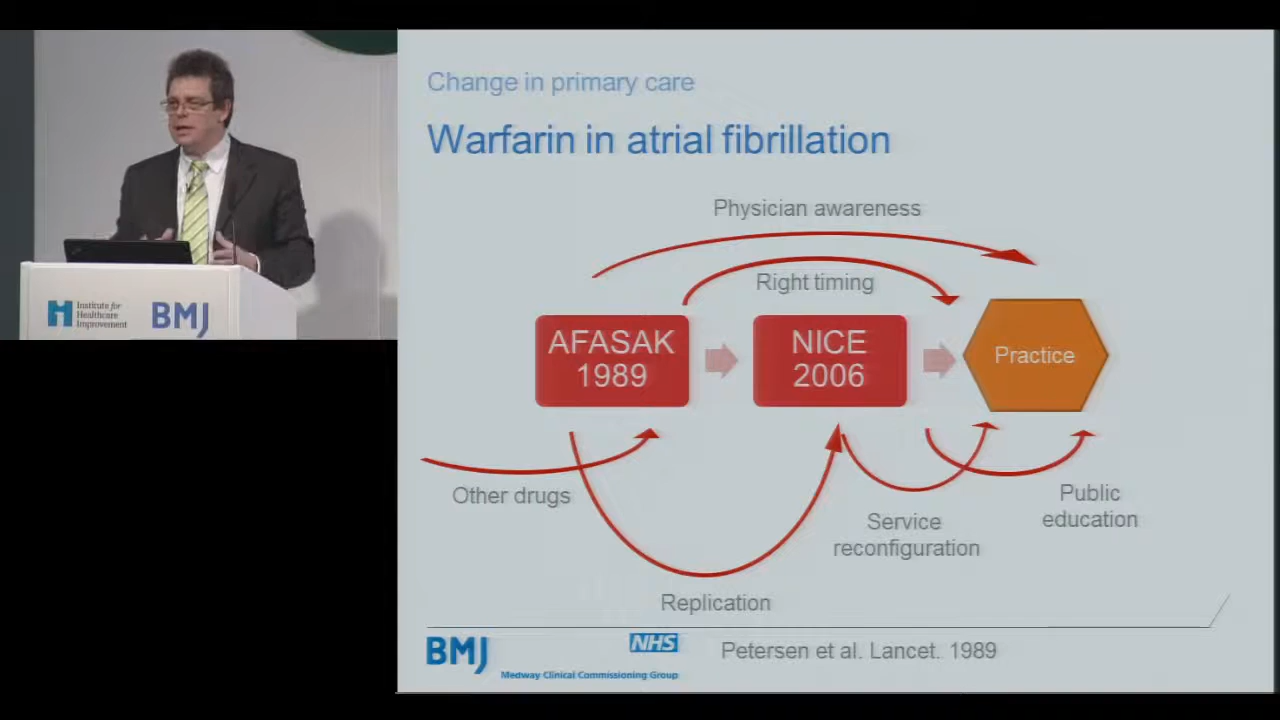 Institute for
Healthcare
Improvement
BMJ
Change in primary care
Warfarin in atrial fibrillation
Physician awareness
Right timing
AFASAK
1989
NICE
2006
Practice
Other drugs
Replication
Service
reconfiguration
Public
education
BMJ
NHS
Medway Clinical Commissioning Group
Petersen et al. Lancet. 1989